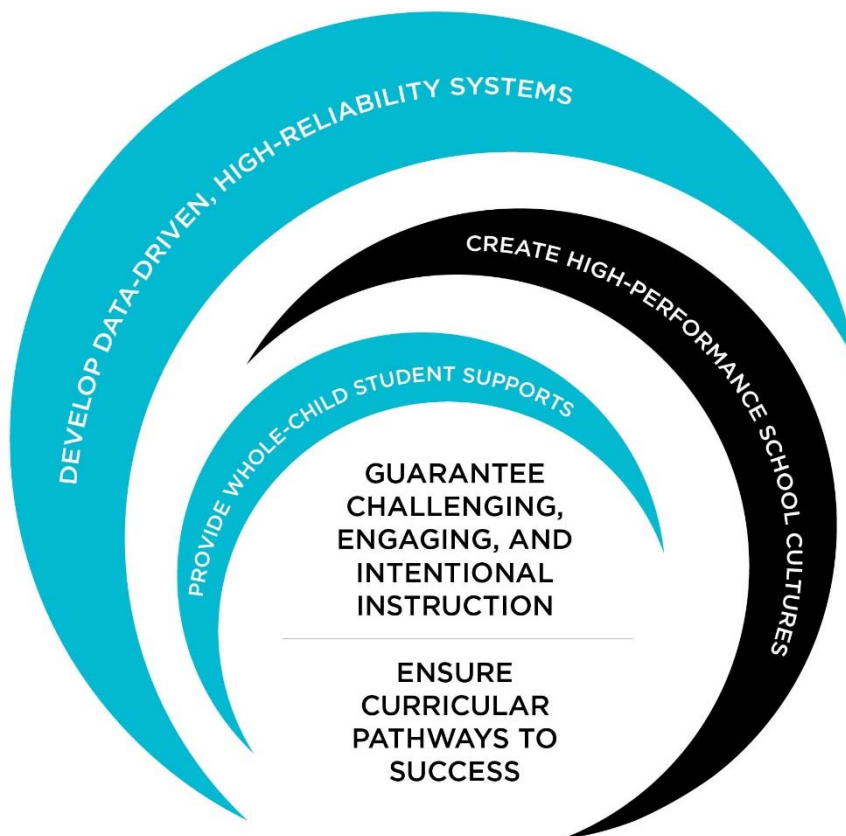 DEVELOP DATA-DRIVEN, HIGH-RELIABILITY SYSTEMS
CREATE HIGH-PERFORMANCE SCHOOL CULTURES
PROVIDE WHOLE-CHILD STUDENT SUPPORTS
GUARANTEE
CHALLENGING,
ENGAGING, AND
INTENTIONAL
INSTRUCTION
ENSURE
CURRICULAR
PATHWAYS TO
SUCCESS